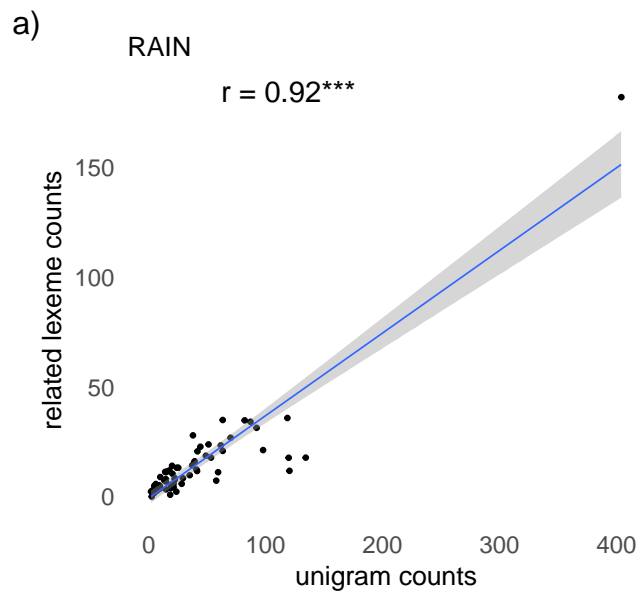 a)
RAIN
r = 0.92***
related lexeme counts
150
100
50
0
0 100 200 300 400
unigram counts